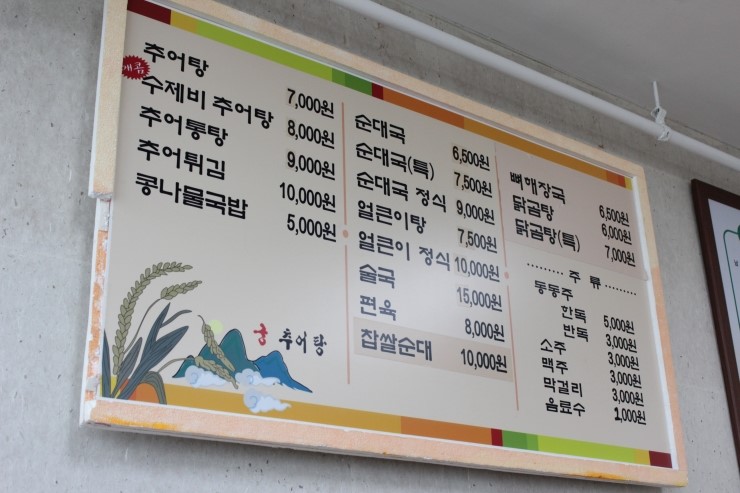 추어탕 7,000원
매콤
수제비 추어탕 8,000원
추어통탕 9,000원
추어튀김 10,000원
콩나물국밥 5,000원
추어탕
순대국 6,500원
순대국(특) 7,500원
순대국 정식 9,000원
얼큰이탕 7,500원
얼큰이 정식 10,000원
술국 15,000원
편육 8,000원
찹쌀순대 10,000원
뼈해장국 6,500원
닭곰탕 6,000원
닭곰탕(특) 7,000원
········· 주 류 ·········
동동주
한독 5,000원
반독 3,000원
소주 3,000원
맥주 3,000원
막걸리 3,000원
음료수 1,000원